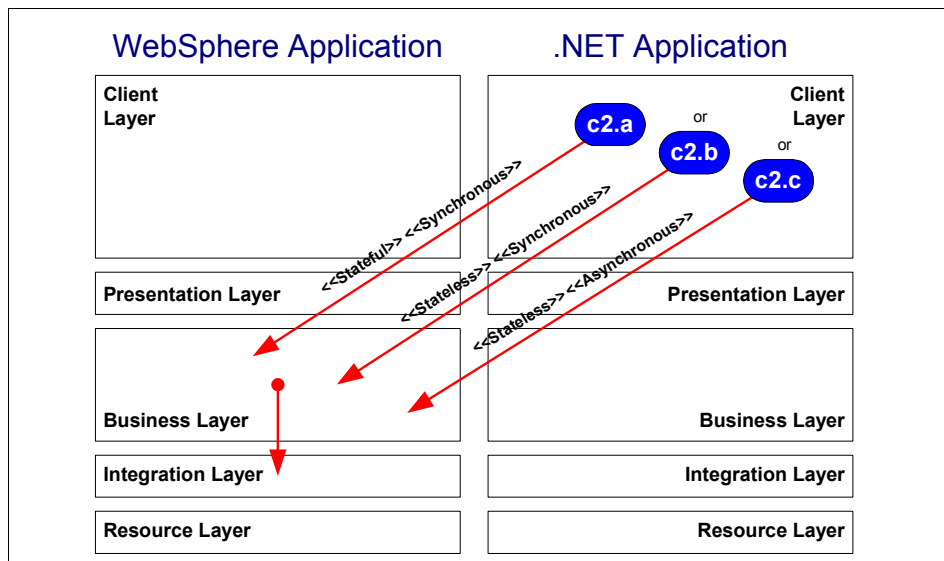 WebSphere Application
.NET Application
Client
Layer
Client
Layer
c2.a
or
c2.b
or
c2.c
<<Stateful>> <<Synchronous>>
<<Stateless>> <<Synchronous>>
<<Stateless>> <<Asynchronous>>
Presentation Layer
Presentation Layer
Business Layer
Business Layer
Integration Layer
Integration Layer
Resource Layer
Resource Layer